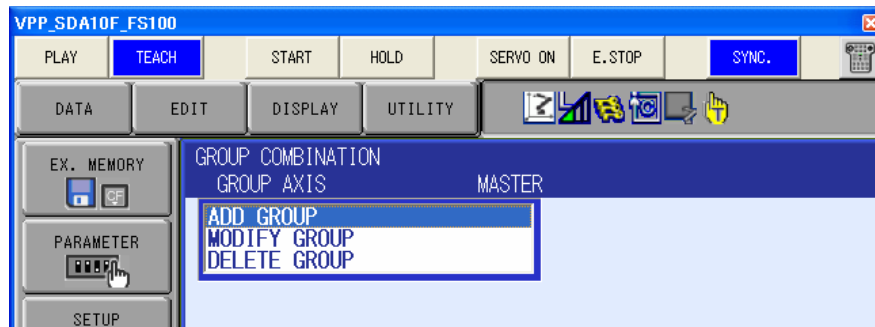 VPP_SDA10F_FS100
PLAY TEACH START HOLD SERVO ON E.STOP SYNC.
DATA EDIT DISPLAY UTILITY
EX. MEMORY
CF
PARAMETER
SETUP
GROUP COMBINATION
GROUP AXIS MASTER
ADD GROUP
MODIFY GROUP
DELETE GROUP